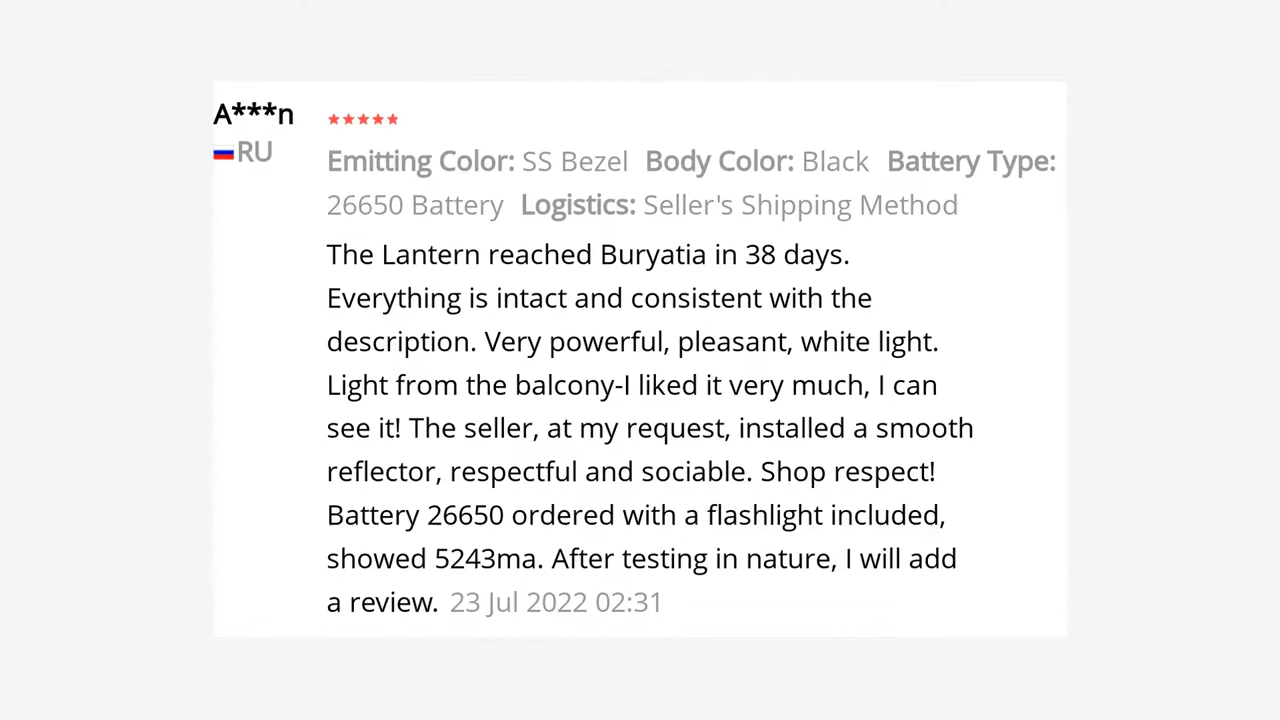 A***n
RU
Emitting Color: SS Bezel Body Color: Black Battery Type:
26650 Battery Logistics: Seller's Shipping Method
The Lantern reached Buryatia in 38 days.
Everything is intact and consistent with the
description. Very powerful, pleasant, white light.
Light from the balcony-I liked it very much, I can
see it! The seller, at my request, installed a smooth
reflector, respectful and sociable. Shop respect!
Battery 26650 ordered with a flashlight included,
showed 5243ma. After testing in nature, I will add
a review. 23 Jul 2022 02:31